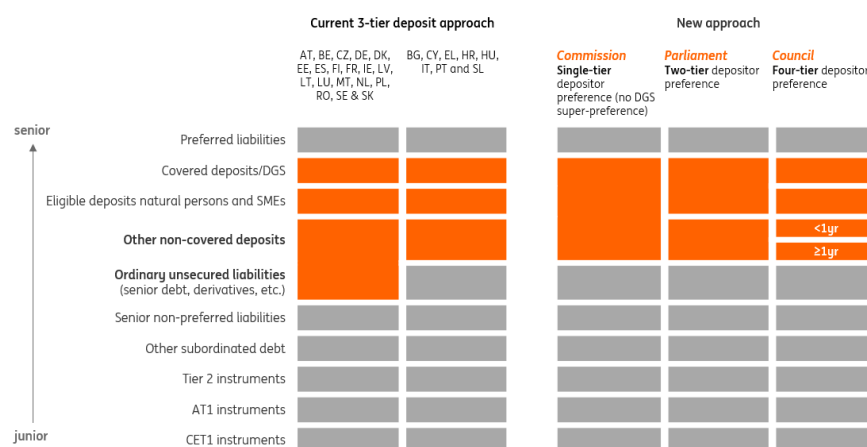 Current 3-tier deposit approach
New approach
AT, BE, CZ, DE, DK,
EE, ES, FI, FR, IE, LV,
LT, LU, MT, NL, PL,
RO, SE & SK
BG, CY, EL, HR, HU,
IT, PT and SL
Commission
Single-tier
depositor
preference (no DGS
super-preference)
Parliament
Two-tier depositor
preference
Council
Four-tier depositor
preference
senior
Preferred liabilities
Covered deposits/DGS
Eligible deposits natural persons and SMEs
Other non-covered deposits
<1yr
≥1yr
Ordinary unsecured liabilities
(senior debt, derivatives, etc.)
Senior non-preferred liabilities
Other subordinated debt
Tier 2 instruments
AT1 instruments
junior
CET1 instruments